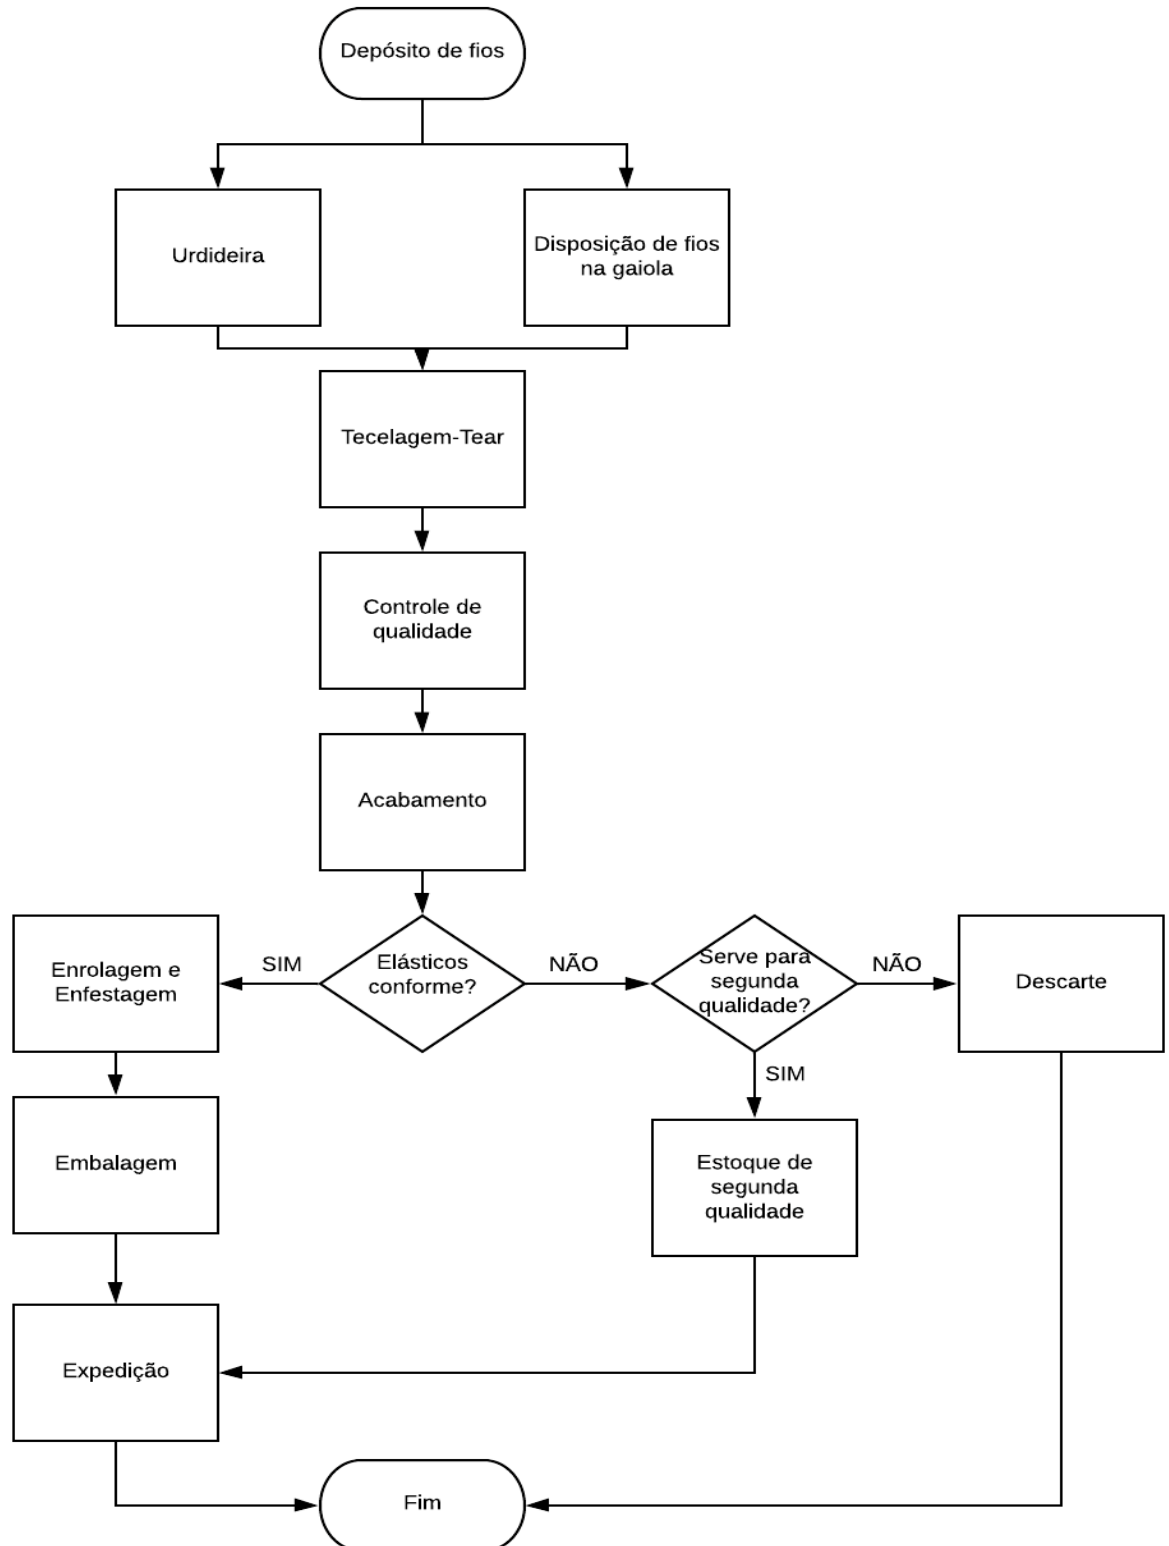 Depósito de fios
Urdideira
Disposição de fios
na gaiola
Tecelagem-Tear
Controle de
qualidade
Acabamento
Enrolagem e
Enfestagem
SIM
Elásticos
conforme?
NÃO
Serve para
segunda
qualidade?
NÃO
Descarte
SIM
Embalagem
Estoque de
segunda
qualidade
Expedição
Fim